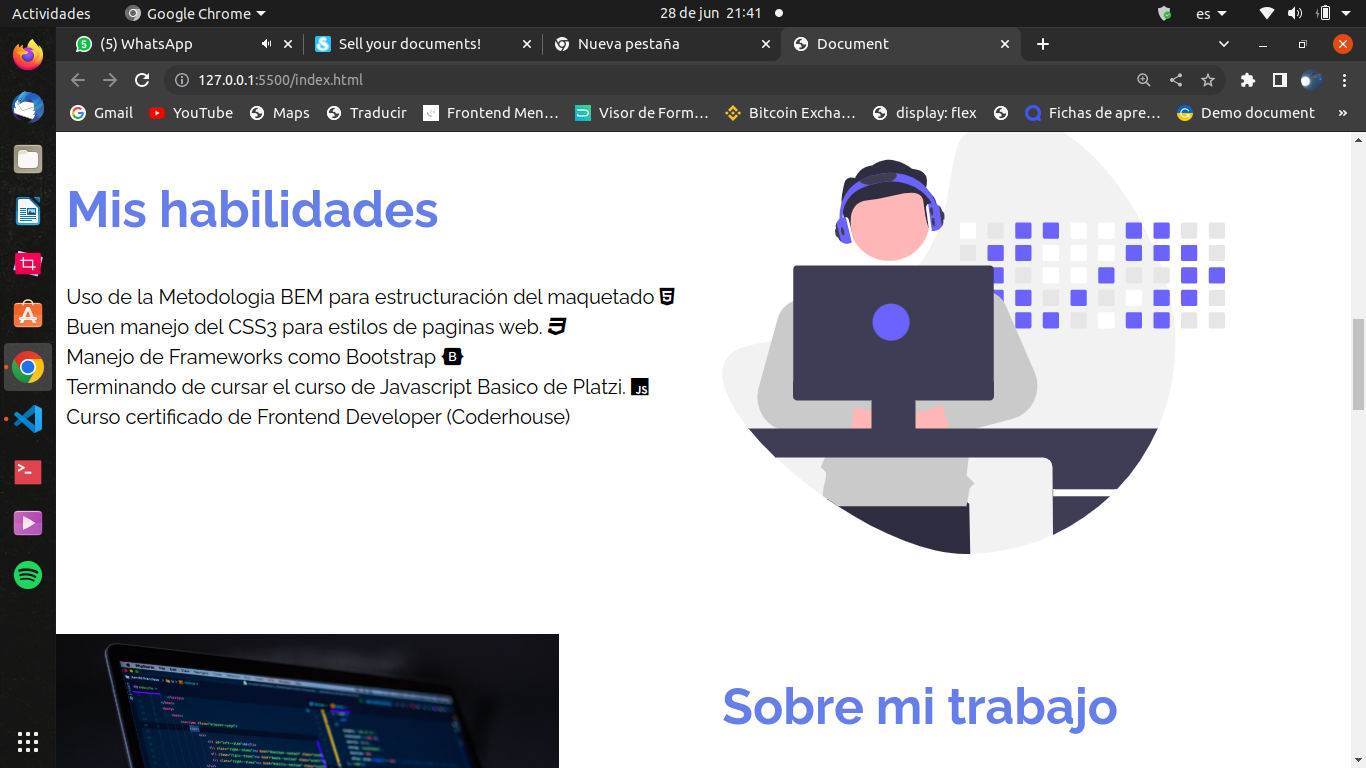 Actividades
Google Chrome
28 de jun 21:41
es
(5) WhatsApp
Sell your documents!
Nueva pestaña
Document
127.0.0.1:5500/index.html
Gmail
YouTube
Maps
Traducir
Frontend Men…
Visor de Form…
Bitcoin Excha…
display: flex
Fichas de apre…
Demo document
»
Mis habilidades
Uso de la Metodologia BEM para estructuración del maquetado
Buen manejo del CSS3 para estilos de paginas web.
Manejo de Frameworks como Bootstrap B
Terminando de cursar el curso de Javascript Basico de Platzi. JS
Curso certificado de Frontend Developer (Coderhouse)
Sobre mi trabajo